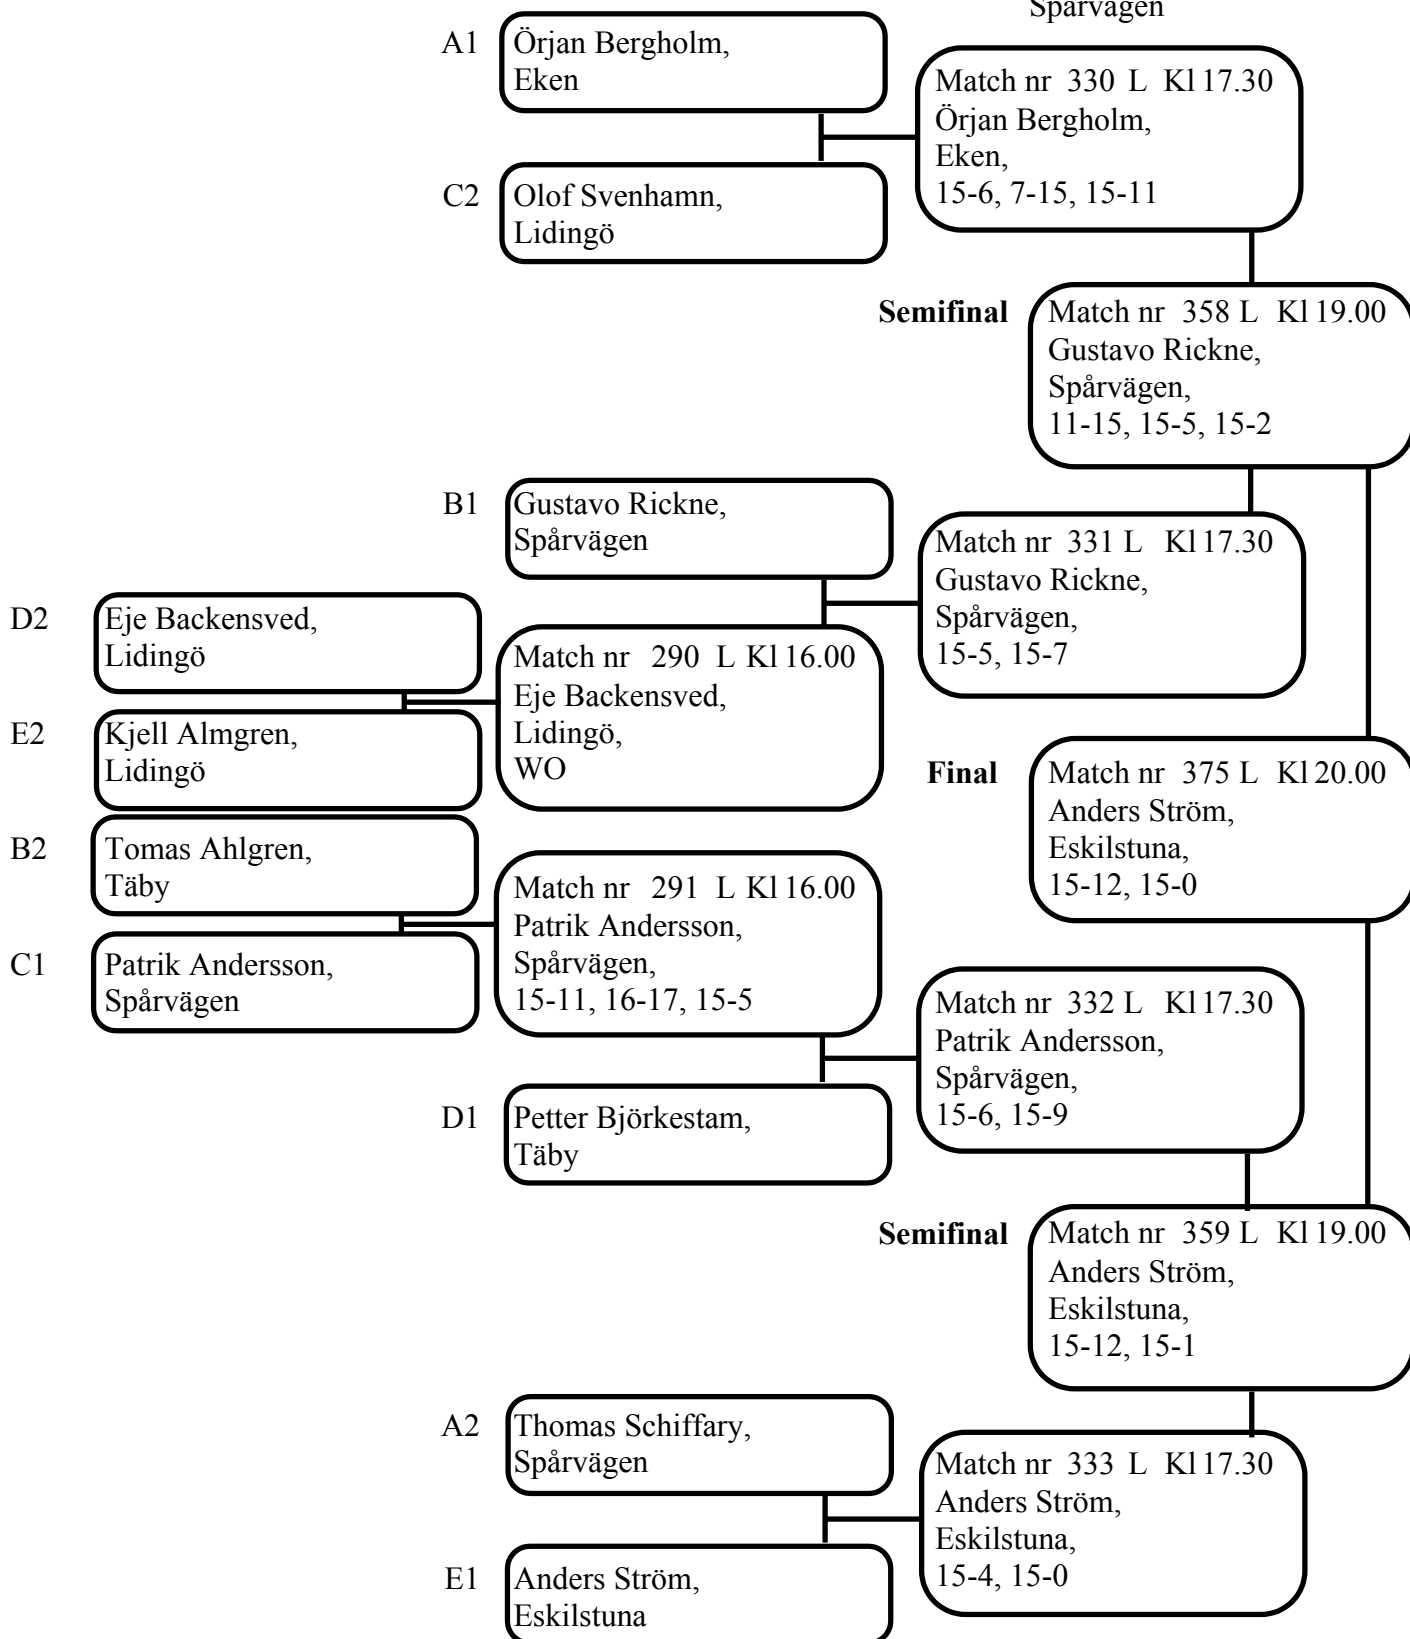 Spårvägen
A1
Örjan Bergholm,
Eken
Match nr 330 L Kl 17.30
Örjan Bergholm,
Eken,
15-6, 7-15, 15-11
C2
Olof Svenhamn,
Lidingö
Semifinal
Match nr 358 L Kl 19.00
Gustavo Rickne,
Spårvägen,
11-15, 15-5, 15-2
B1
Gustavo Rickne,
Spårvägen
Match nr 331 L Kl 17.30
Gustavo Rickne,
Spårvägen,
15-5, 15-7
D2
Eje Backensved,
Lidingö
Match nr 290 L Kl 16.00
Eje Backensved,
Lidingö,
WO
E2
Kjell Almgren,
Lidingö
Final
Match nr 375 L Kl 20.00
Anders Ström,
Eskilstuna,
15-12, 15-0
B2
Tomas Ahlgren,
Täby
Match nr 291 L Kl 16.00
Patrik Andersson,
Spårvägen,
15-11, 16-17, 15-5
C1
Patrik Andersson,
Spårvägen
Match nr 332 L Kl 17.30
Patrik Andersson,
Spårvägen,
15-6, 15-9
D1
Petter Björkestam,
Täby
Semifinal
Match nr 359 L Kl 19.00
Anders Ström,
Eskilstuna,
15-12, 15-1
A2
Thomas Schiffary,
Spårvägen
Match nr 333 L Kl 17.30
Anders Ström,
Eskilstuna,
15-4, 15-0
E1
Anders Ström,
Eskilstuna